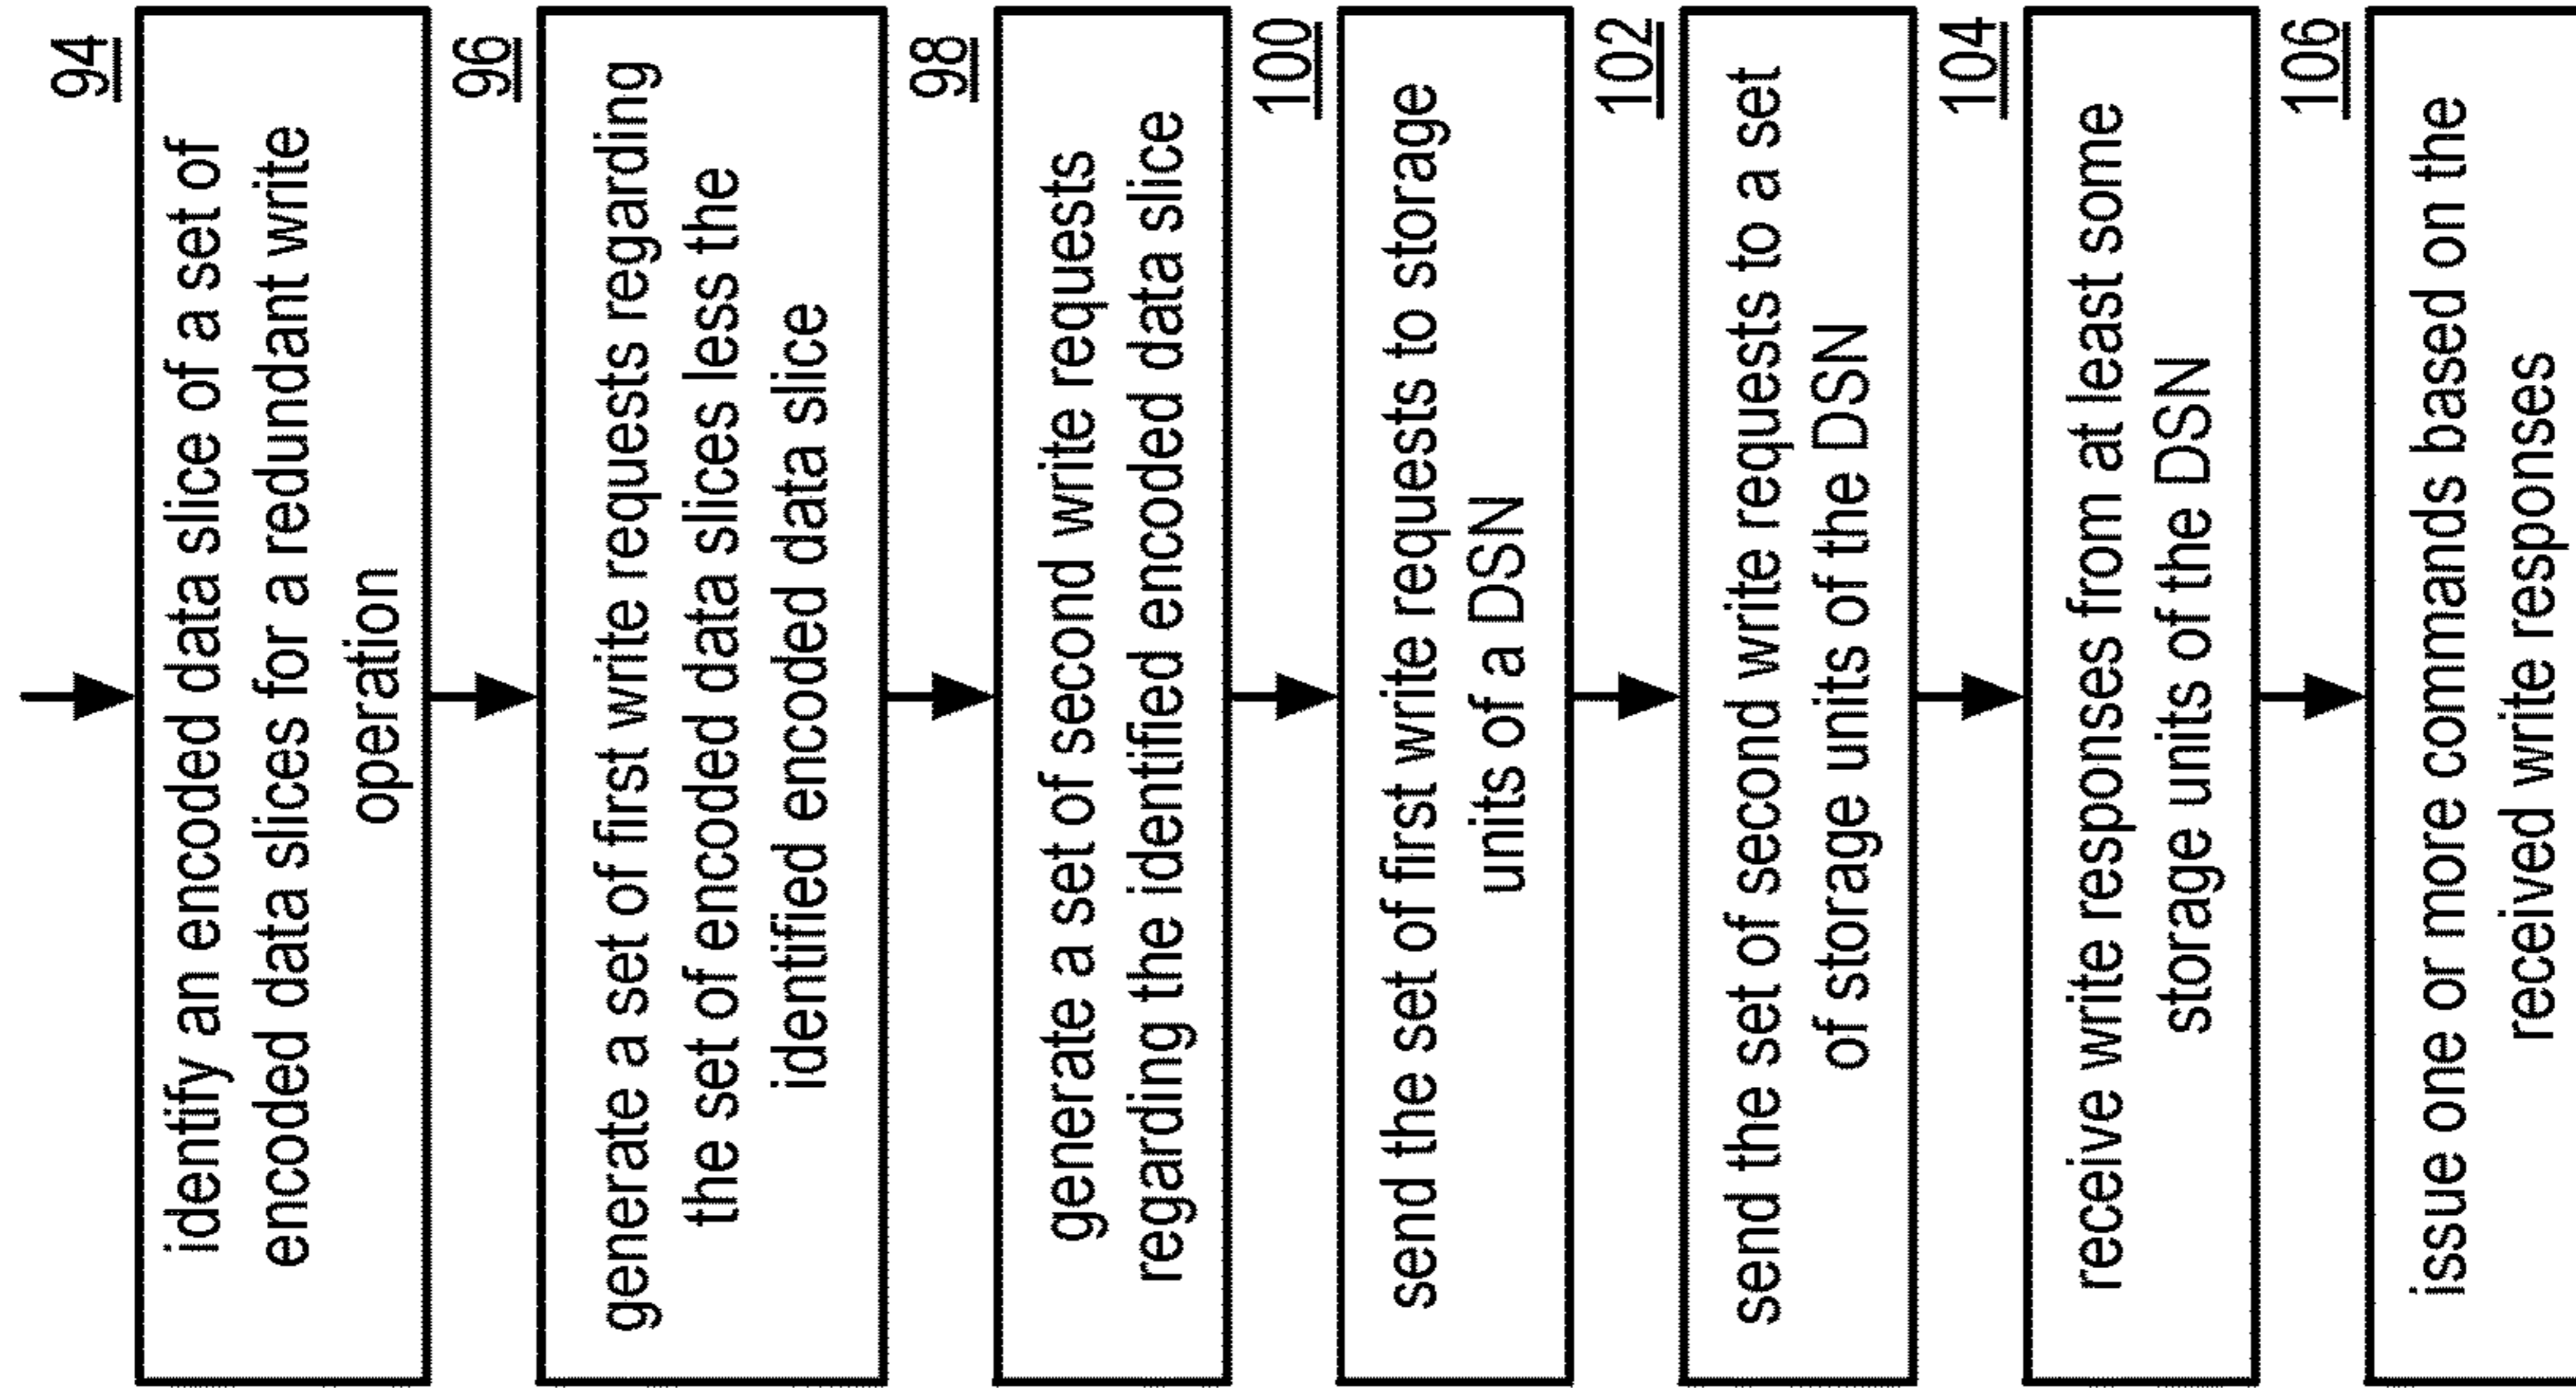 94
identify an encoded data slice of a set of
encoded data slices for a redundant write
operation
96
generate a set of first write requests regarding
the set of encoded data slices less the
identified encoded data slice
98
generate a set of second write requests
regarding the identified encoded data slice
100
send the set of first write requests to storage
units of a DSN
102
send the set of second write requests to a set
of storage units of the DSN
104
receive write responses from at least some
storage units of the DSN
106
issue one or more commands based on the
received write responses